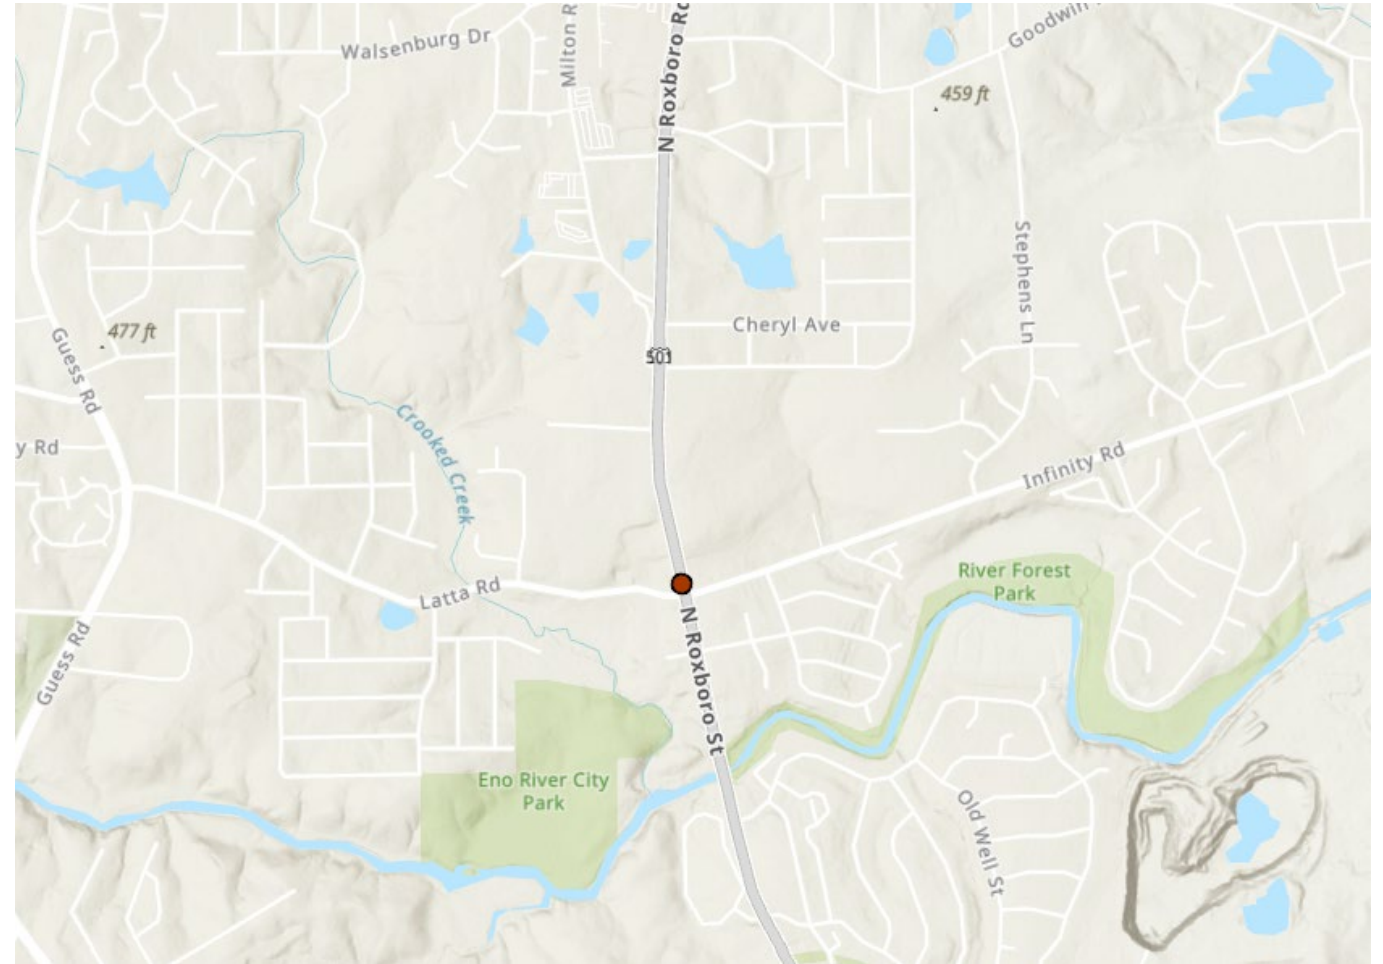 Walsenburg Dr
Milton R
N Roxboro Rd
Goodwin
459 ft
Stephens Ln
477 ft
Guess Rd
Cheryl Ave
501
y Rd
Crooked Creek
Infinity Rd
Latta Rd
River Forest
Park
N Roxboro St
Guess Rd
Eno River City
Park
Old Well St